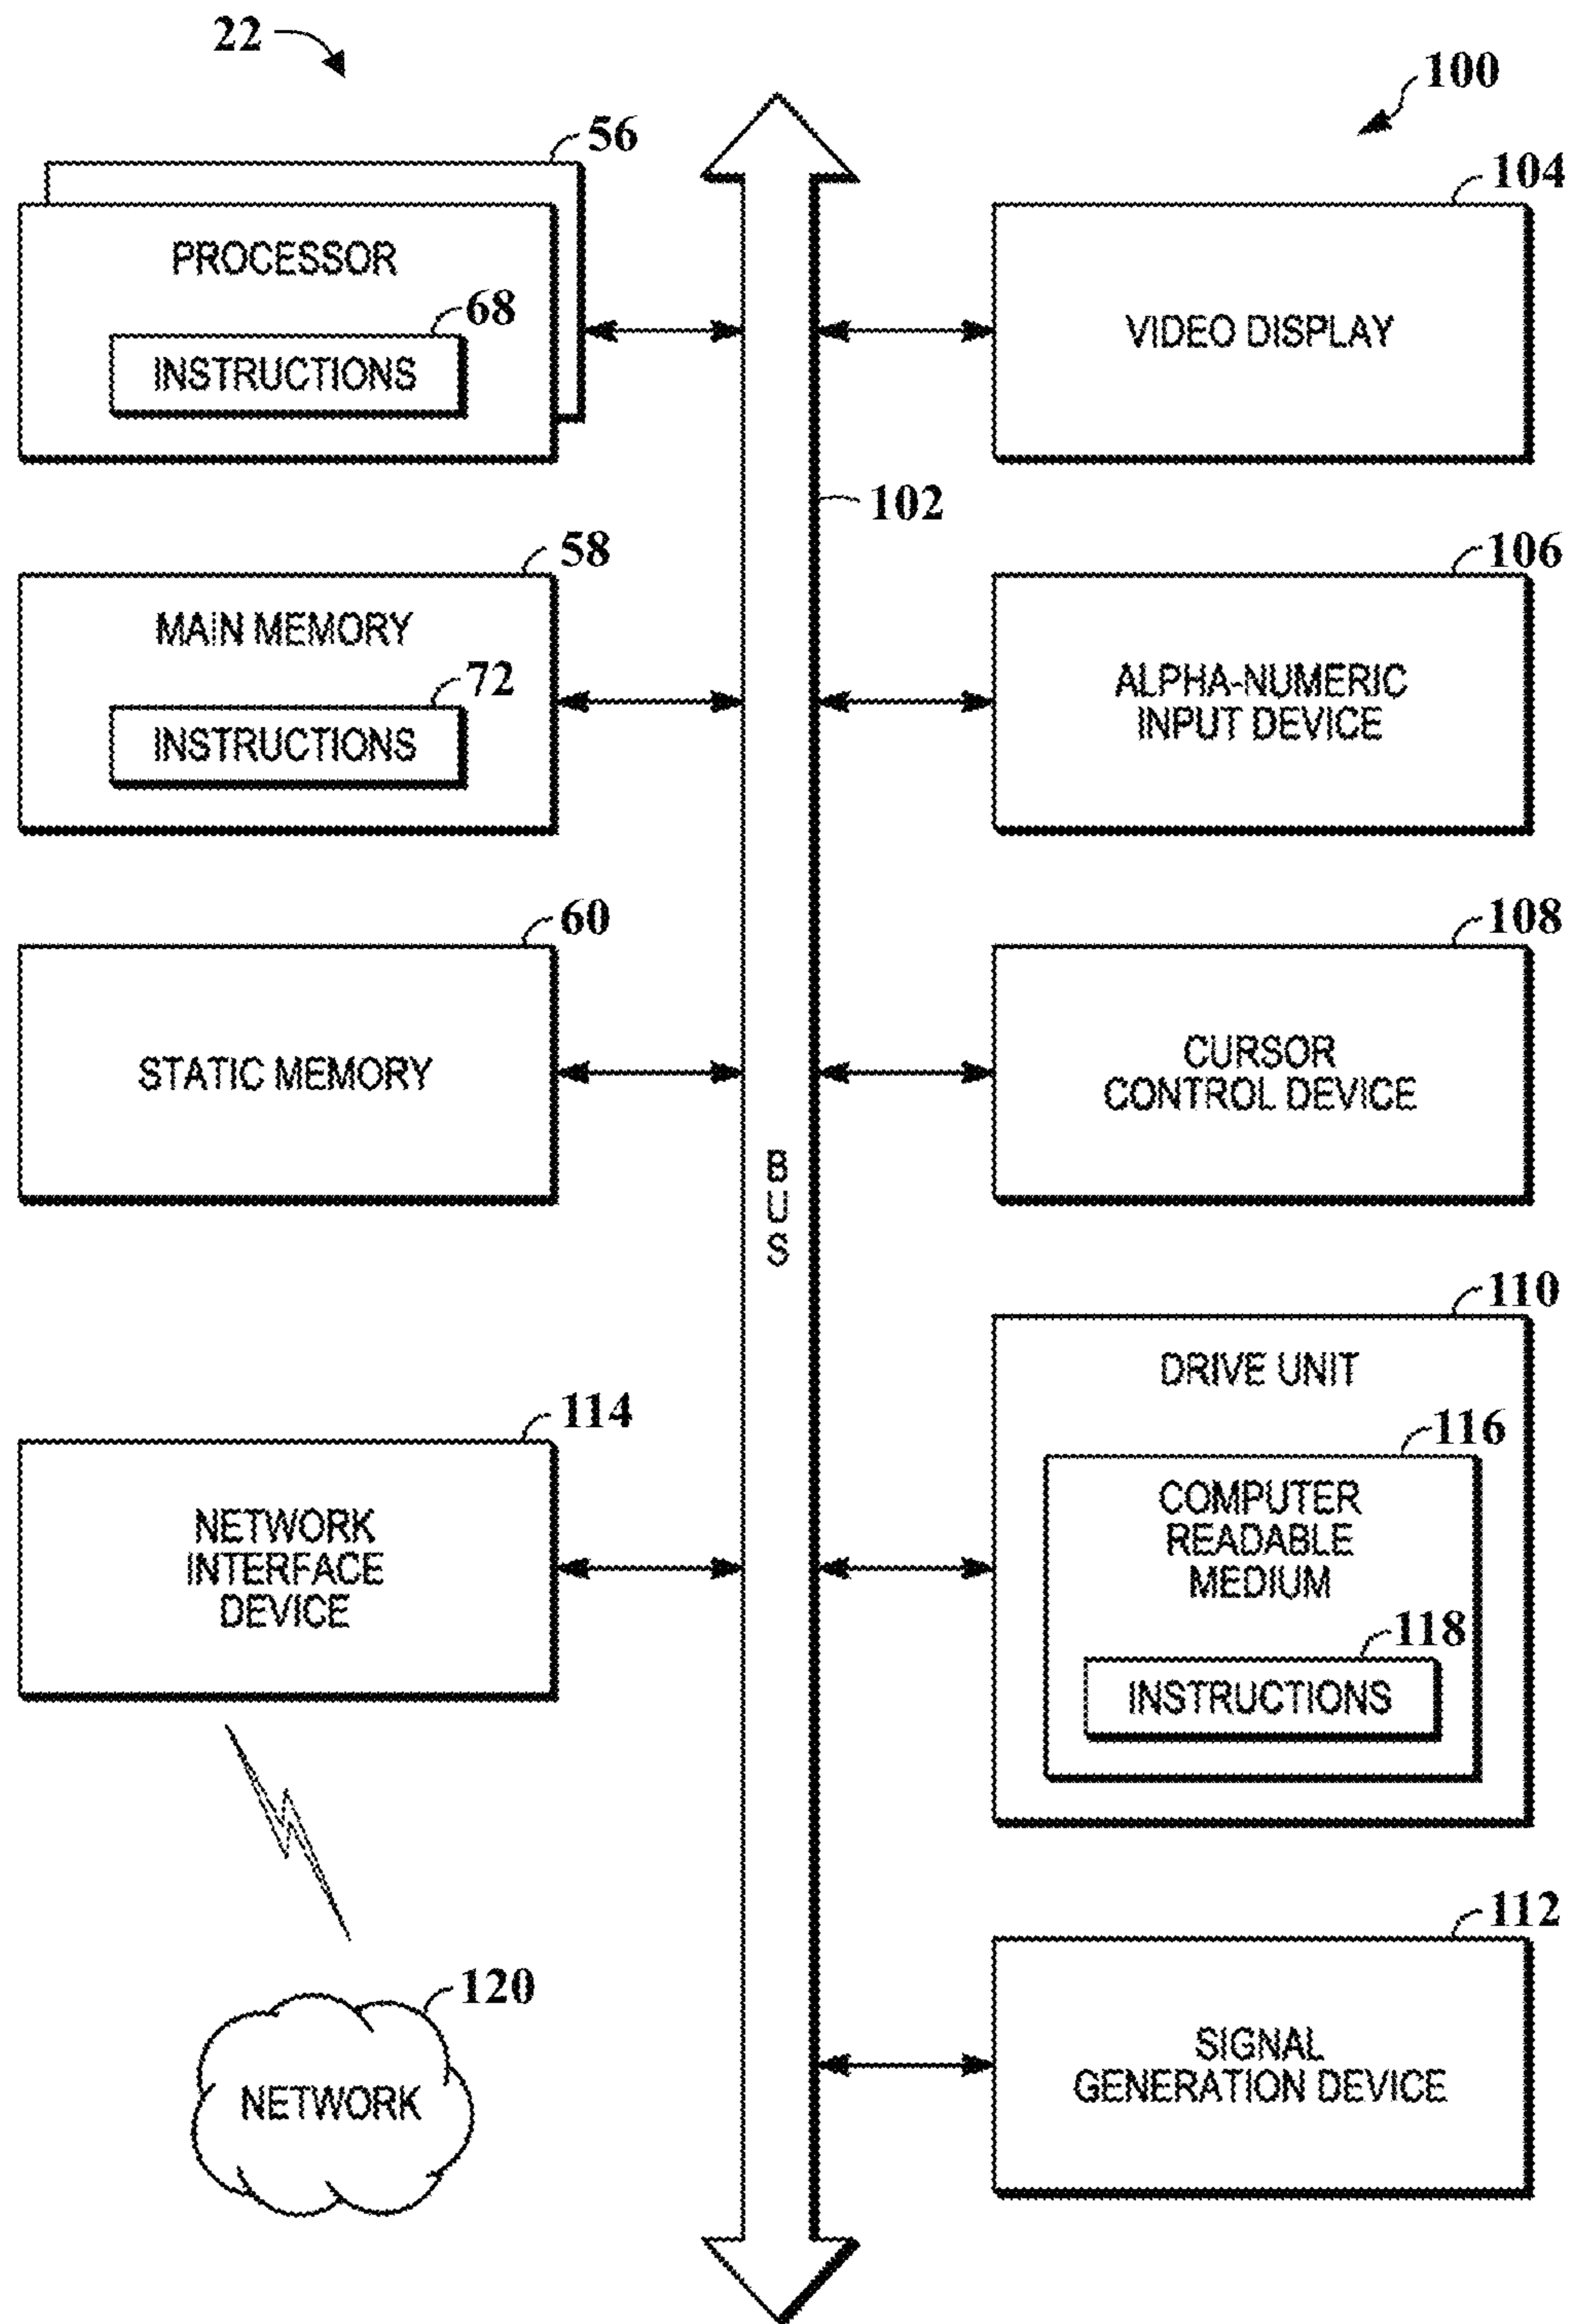 22
100
56
PROCESSOR
68
INSTRUCTIONS
104
VIDEO DISPLAY
102
58
MAIN MEMORY
72
INSTRUCTIONS
106
ALPHA-NUMERIC
INPUT DEVICE
60
STATIC MEMORY
108
CURSOR
CONTROL DEVICE
BUS
110
DRIVE UNIT
116
COMPUTER
READABLE
MEDIUM
118
INSTRUCTIONS
114
NETWORK
INTERFACE
DEVICE
120
NETWORK
112
SIGNAL
GENERATION DEVICE